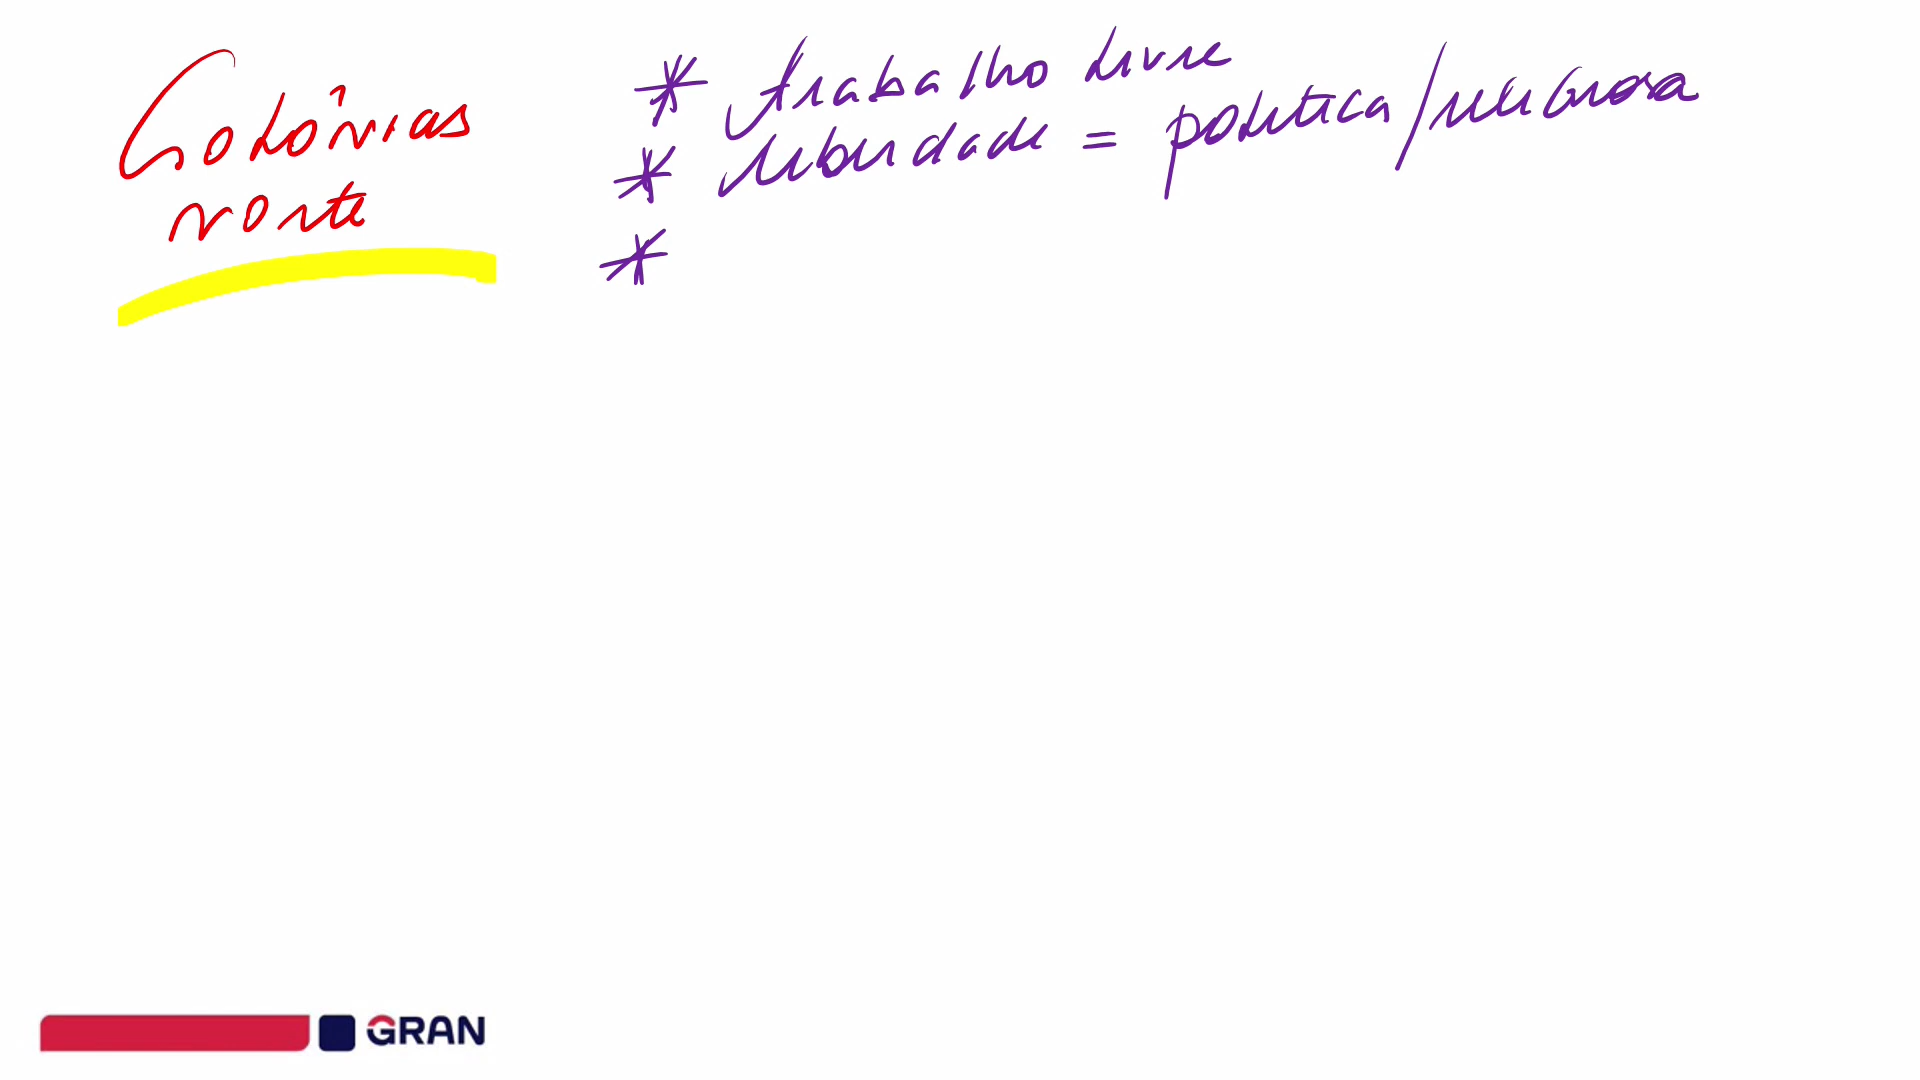 Colônias
norte
* trabalho livre
* liberdade = política/religiosa
*
GRAN